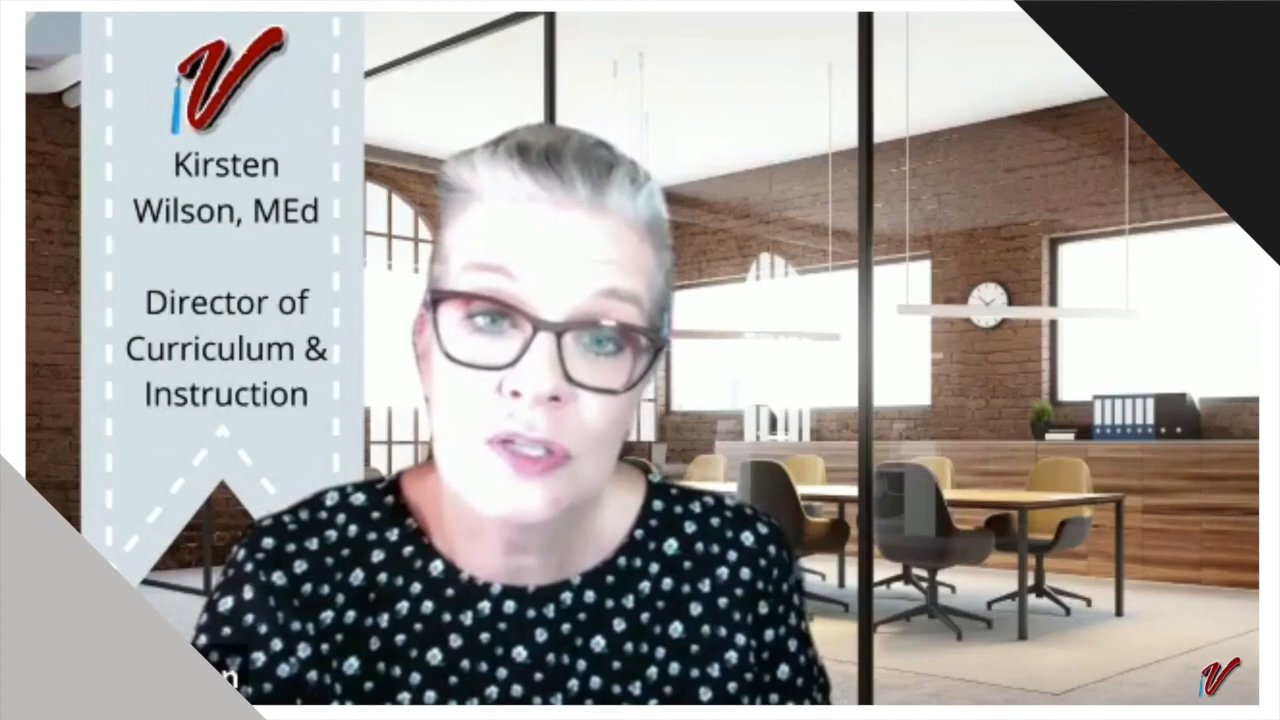 V
Kirsten
Wilson, MEd
Director of
Curriculum &
Instruction
n
V